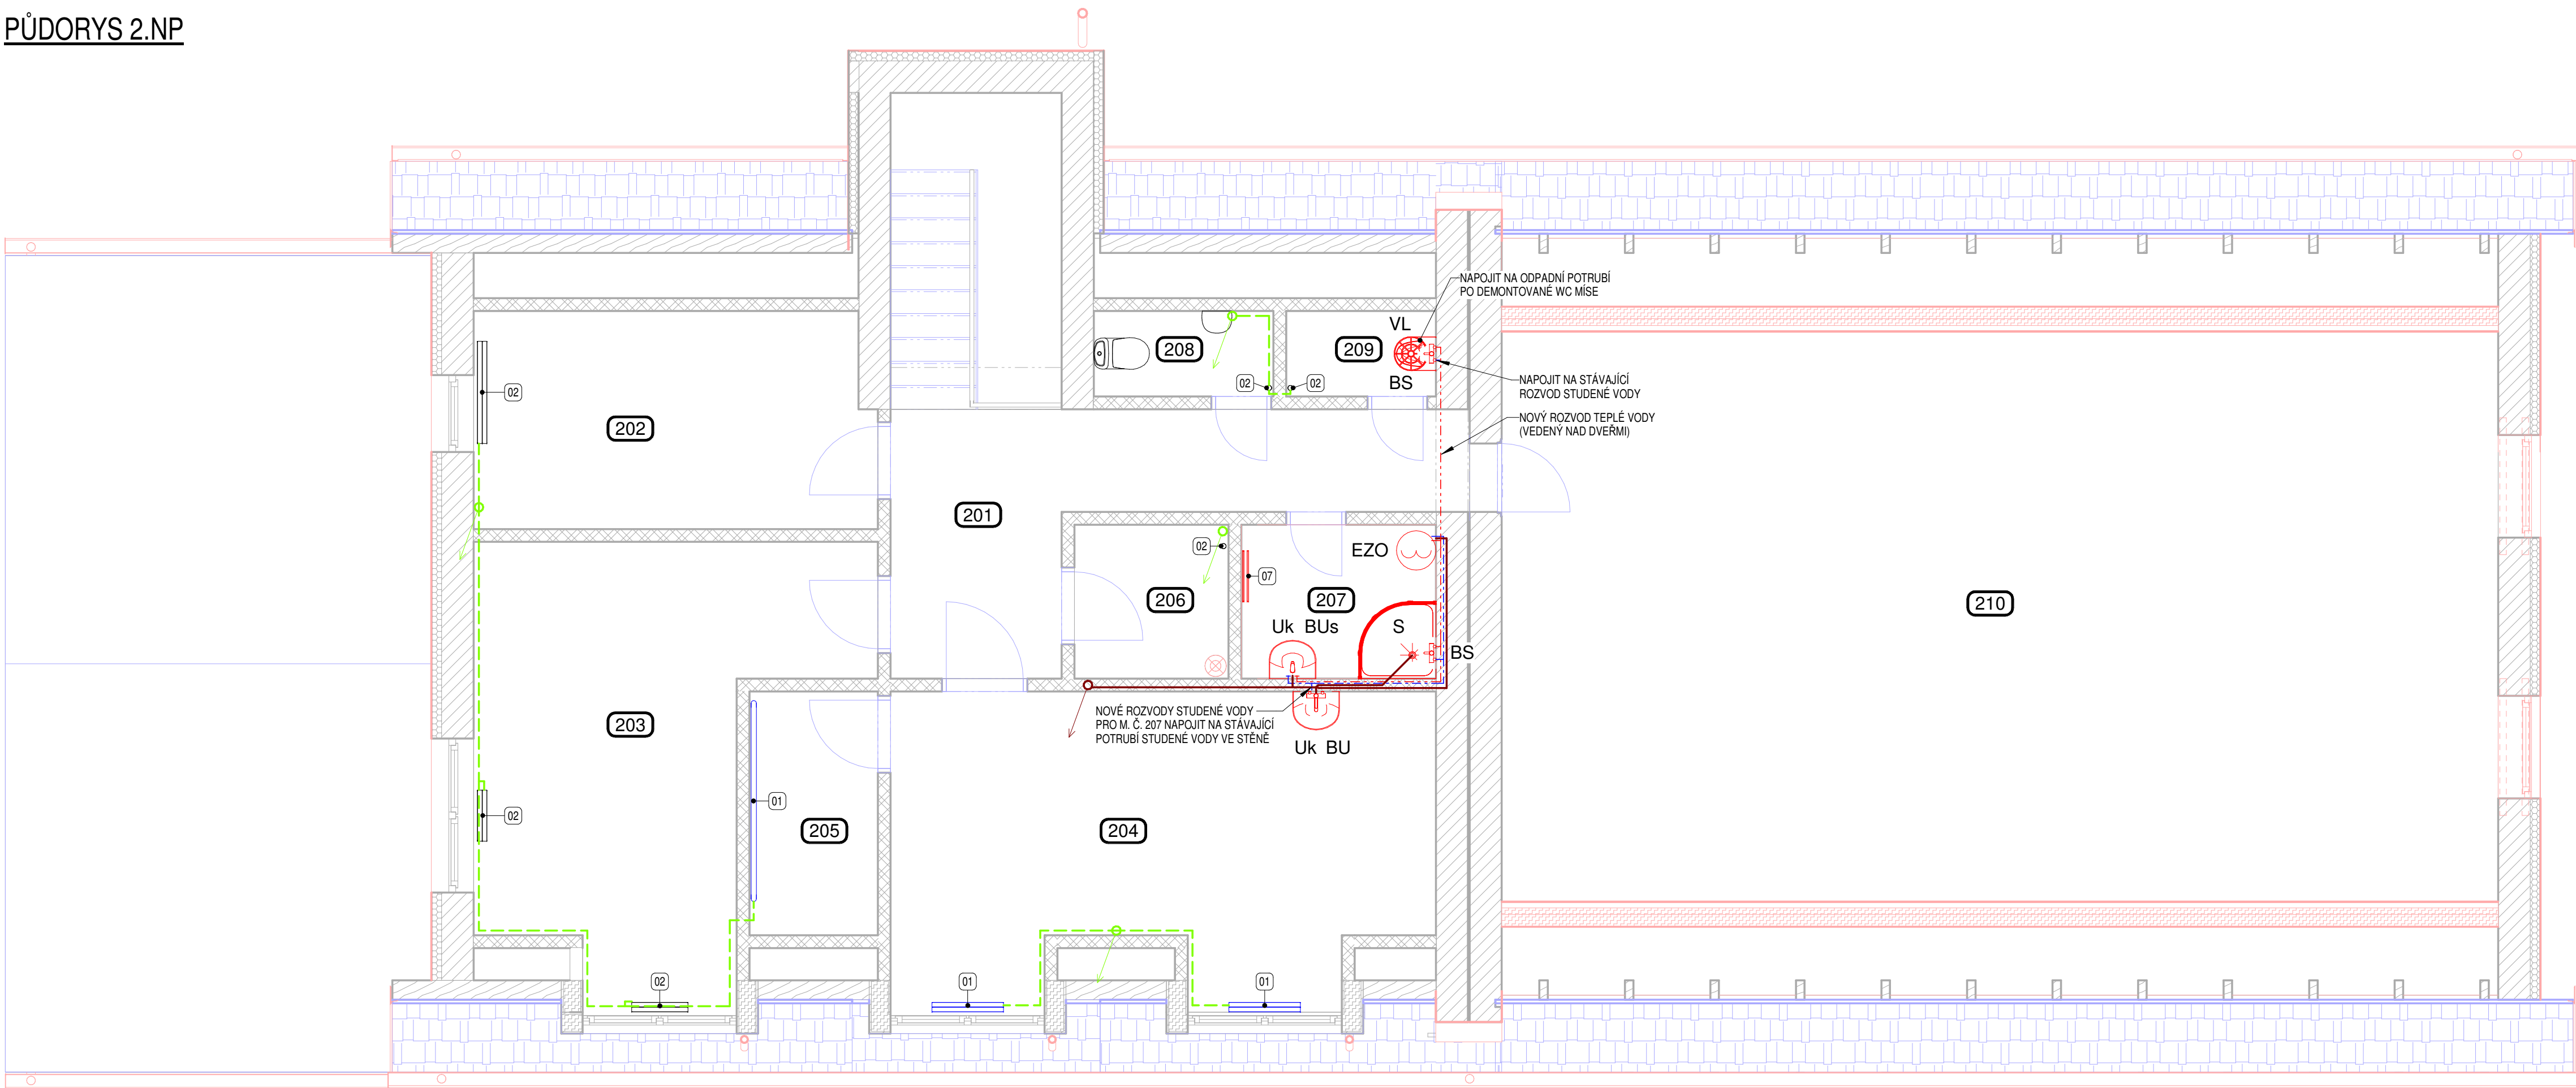 PŮDORYS 2.NP
NAPOJIT NA ODPADNÍ POTRUBÍ
PO DEMONTOVANÉ WC MÍSE
VL
208
209
02
02
BS
NAPOJIT NA STÁVAJÍCÍ
ROZVOD STUDENÉ VODY
02
NOVÝ ROZVOD TEPLÉ VODY
(VEDENÝ NAD DVEŘMI)
202
201
02
EZO
07
206
207
210
Uk BUs
S
BS
NOVÉ ROZVODY STUDENÉ VODY
PRO M. Č. 207 NAPOJIT NA STÁVAJÍCÍ
POTRUBÍ STUDENÉ VODY VE STĚNĚ
203
Uk BU
01
02
205
204
02
01
01